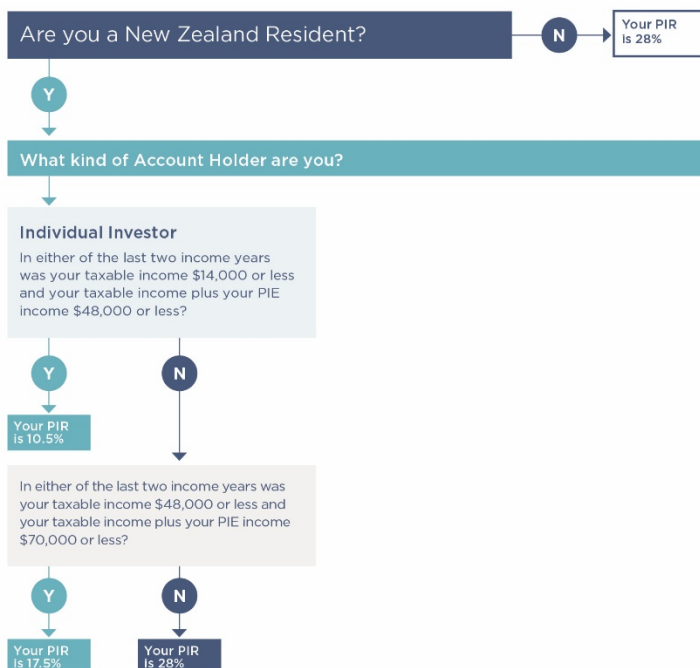 Are you a New Zealand Resident?
N
Your PIR
is 28%
Y
What kind of Account Holder are you?
Individual Investor
In either of the last two income years
was your taxable income $14,000 or less
and your taxable income plus your PIE
income $48,000 or less?
Y
N
Your PIR
is 10.5%
In either of the last two income years was
your taxable income $48,000 or less and
your taxable income plus your PIE income
$70,000 or less?
Y
N
Your PIR
is 17.5%
Your PIR
is 28%